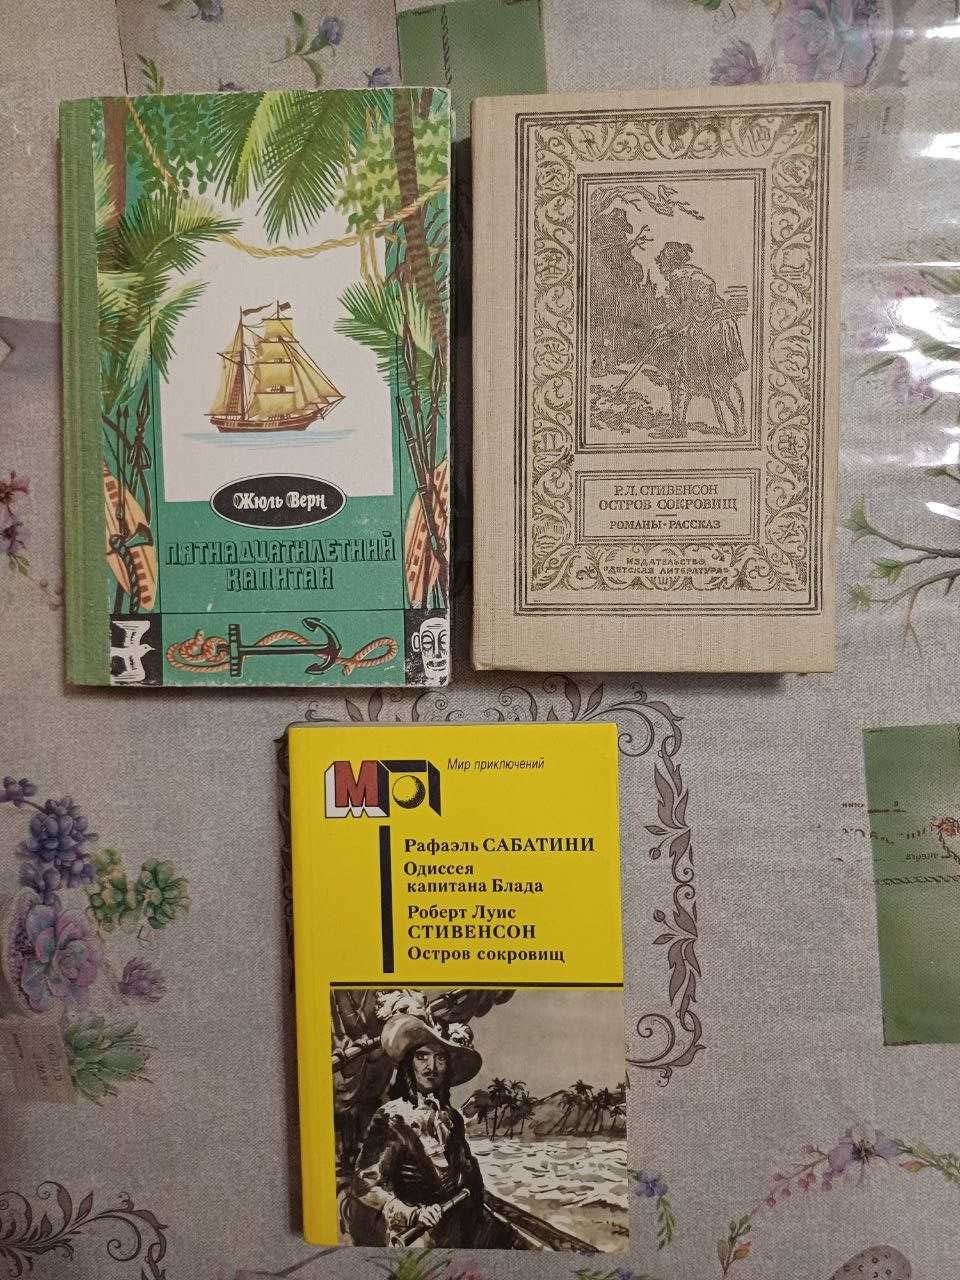 Жюль Верн
ПЯТНАДЦАТИЛЕТНИЙ
КАПИТАН
Р.Л. СТИВЕНСОН
ОСТРОВ СОКРОВИЩ
РОМАНЫ · РАССКАЗ
ИЗДАТЕЛЬСТВО
"ДЕТСКАЯ ЛИТЕРАТУРА"
МП
Мир приключений
Рафаэль САБАТИНИ
Одиссея
капитана Блада
Роберт Луис
СТИВЕНСОН
Остров сокровищ